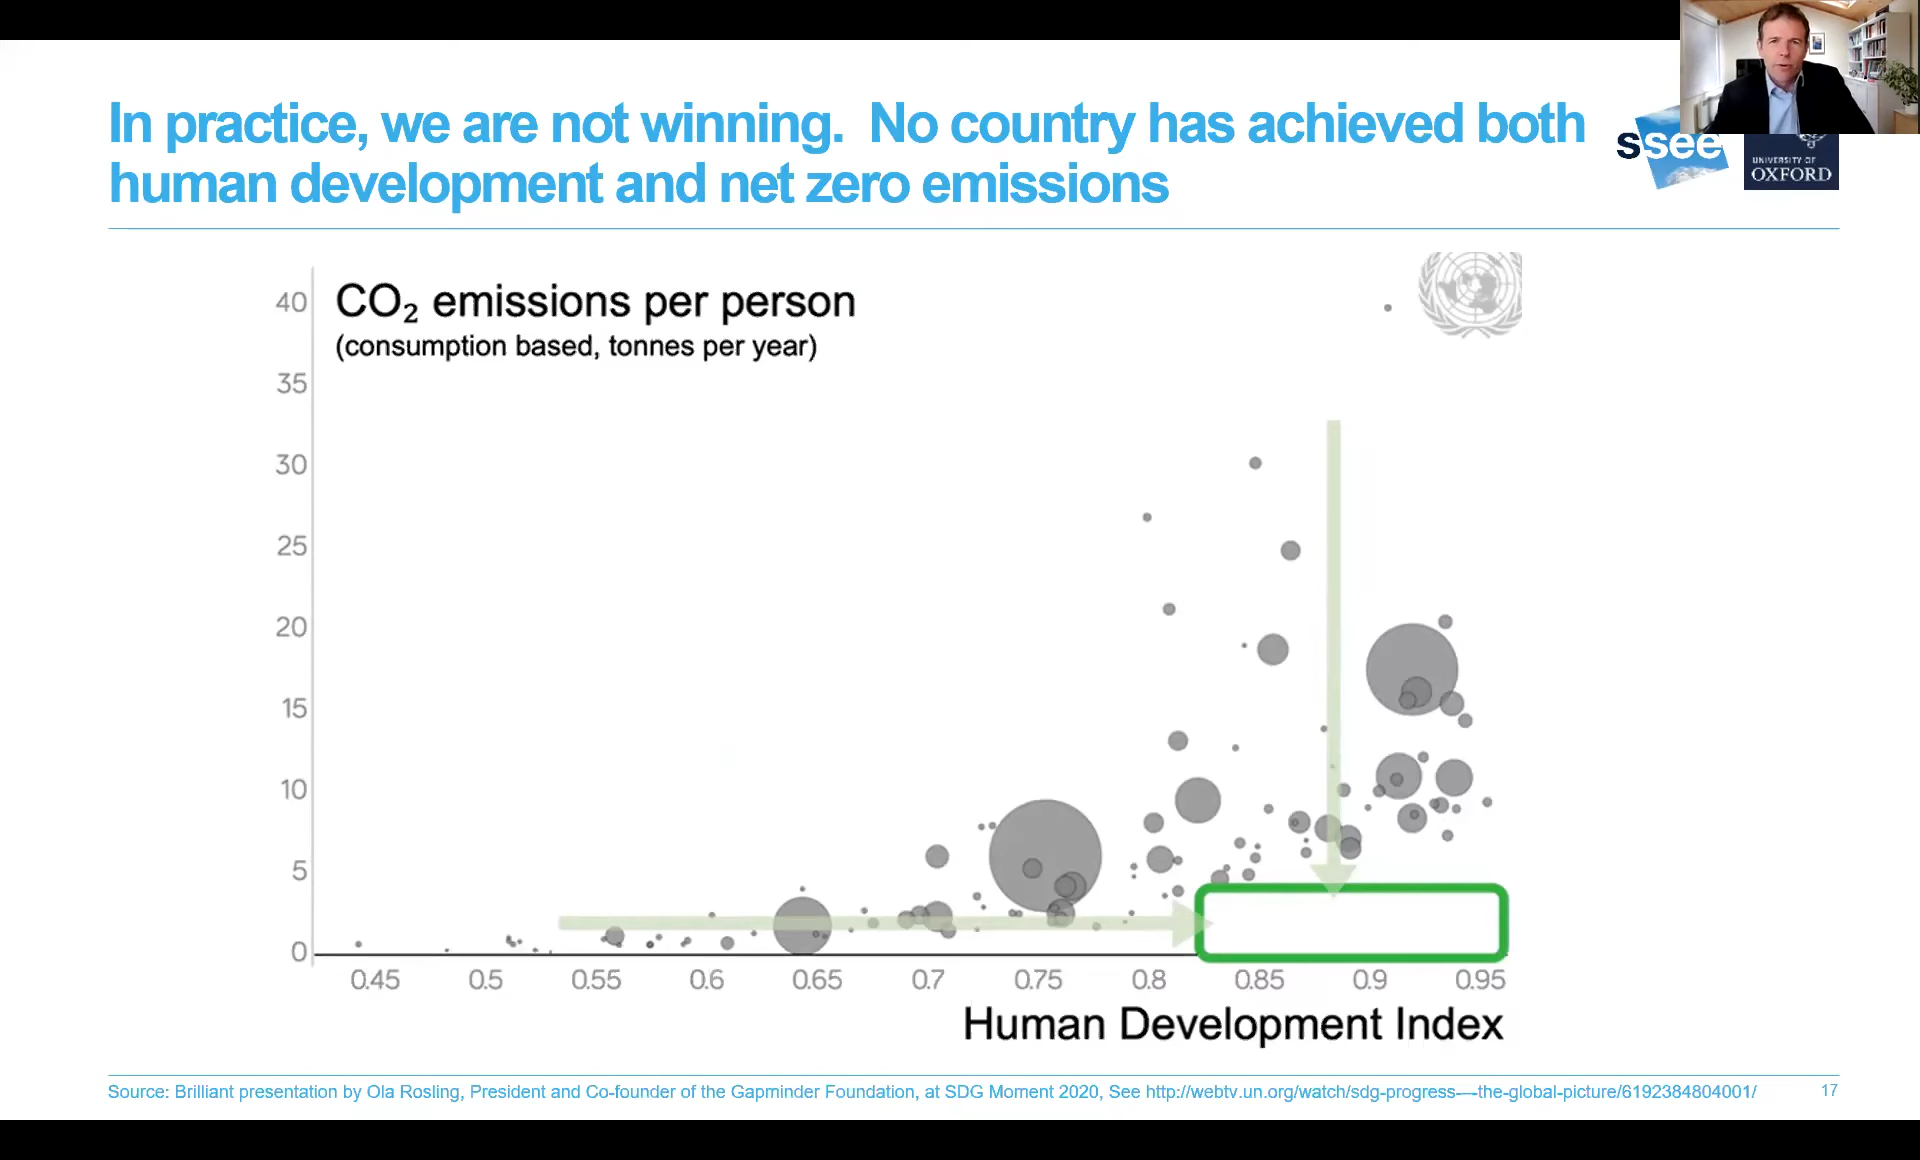 In practice, we are not winning.  No country has achieved both
human development and net zero emissions
ssee
UNIVERSITY OF
OXFORD
CO₂ emissions per person
(consumption based, tonnes per year)
40
35
30
25
20
15
10
5
0
0.45 0.5 0.55 0.6 0.65 0.7 0.75 0.8 0.85 0.9 0.95
Human Development Index
Source: Brilliant presentation by Ola Rosling, President and Co-founder of the Gapminder Foundation, at SDG Moment 2020, See http://webtv.un.org/watch/sdg-progress-—the-global-picture/6192384804001/
17